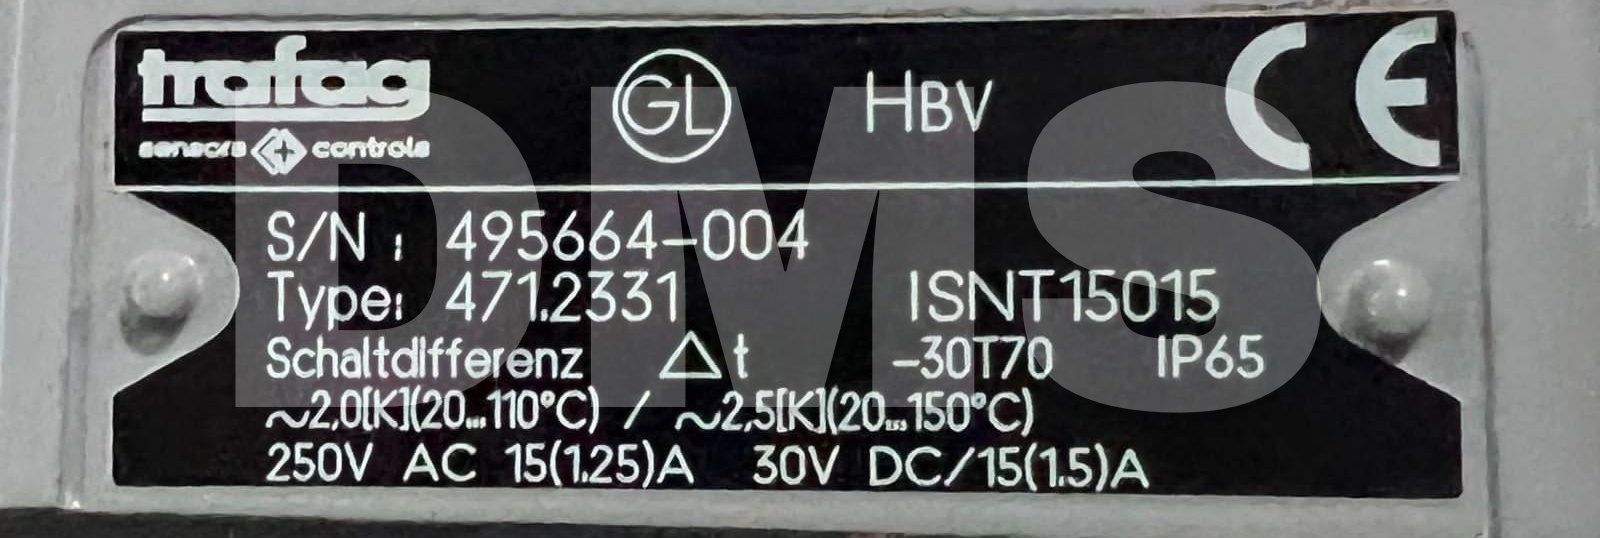 trafag
sensors controls
GL
HBV
CE
DMS
S/N : 495664-004
Type: 471.2331 ISNT15015
Schaltdifferenz △t -30T70 IP65
~2,0[K](20...110°C) / ~2,5[K](20...150°C)
250V AC 15(1.25)A 30V DC/15(1.5)A